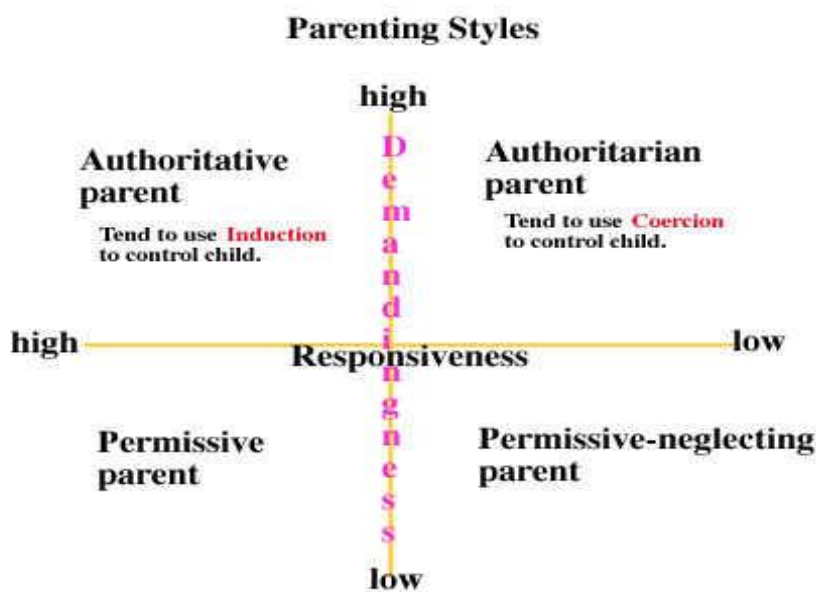 Parenting Styles
high
Demandingness
Authoritative
parent
Tend to use Induction
to control child.
Authoritarian
parent
Tend to use Coercion
to control child.
high
Responsiveness
low
Permissive
parent
Permissive-neglecting
parent
low